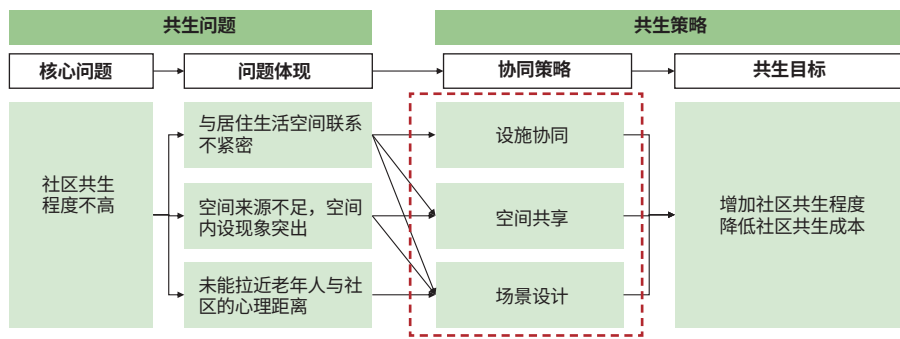 共生问题
共生策略
核心问题
问题体现
协同策略
共生目标
社区共生
程度不高
与居住生活空间联系
不紧密
空间来源不足，空间
内设现象突出
未能拉近老年人与社
区的心理距离
设施协同
空间共享
场景设计
增加社区共生程度
降低社区共生成本